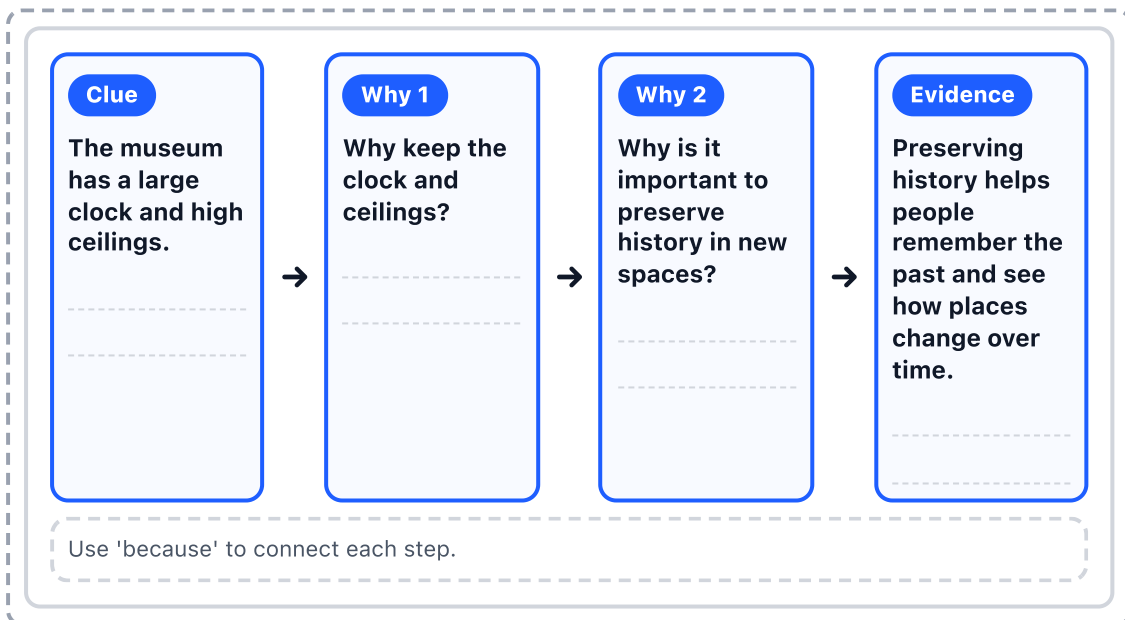 Clue
The museum
has a large
clock and high
ceilings.
Why 1
Why keep the
clock and
ceilings?
Why 2
Why is it
important to
preserve
history in new
spaces?
Evidence
Preserving
history helps
people
remember the
past and see
how places
change over
time.
Use 'because' to connect each step.